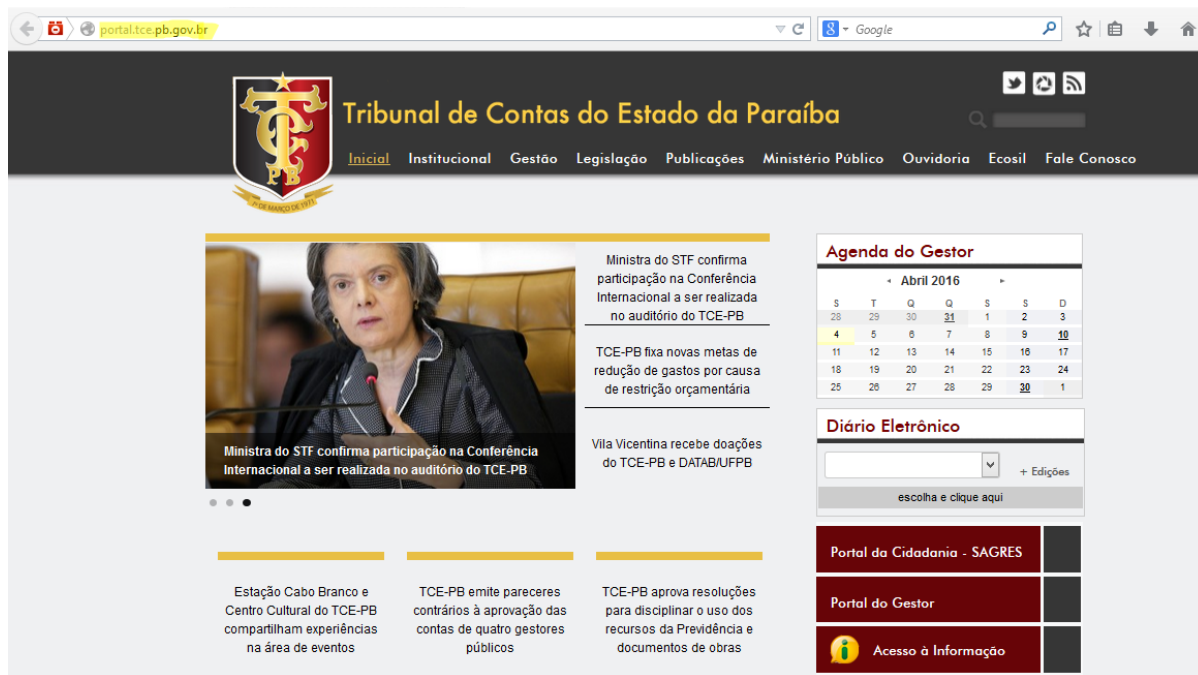 portal.tce.pb.gov.br
Google
Tribunal de Contas do Estado da Paraíba
Inicial Institucional Gestão Legislação Publicações Ministério Público Ouvidoria Ecosil Fale Conosco
TCE
PB
1º DE MARÇO DE 1971
Ministra do STF confirma participação na Conferência
Internacional a ser realizada no auditório do TCE-PB
Ministra do STF confirma
participação na Conferência
Internacional a ser realizada
no auditório do TCE-PB
TCE-PB fixa novas metas de
redução de gastos por causa
de restrição orçamentária
Vila Vicentina recebe doações
do TCE-PB e DATAB/UFPB
Estação Cabo Branco e
Centro Cultural do TCE-PB
compartilham experiências
na área de eventos
TCE-PB emite pareceres
contrários à aprovação das
contas de quatro gestores
públicos
TCE-PB aprova resoluções
para disciplinar o uso dos
recursos da Previdência e
documentos de obras
Agenda do Gestor
Abril 2016
S T Q Q S S D
28 29 30 31 1 2 3
4 5 6 7 8 9 10
11 12 13 14 15 16 17
18 19 20 21 22 23 24
25 26 27 28 29 30 1
Diário Eletrônico
+ Edições
escolha e clique aqui
Portal da Cidadania - SAGRES
Portal do Gestor
Acesso à Informação